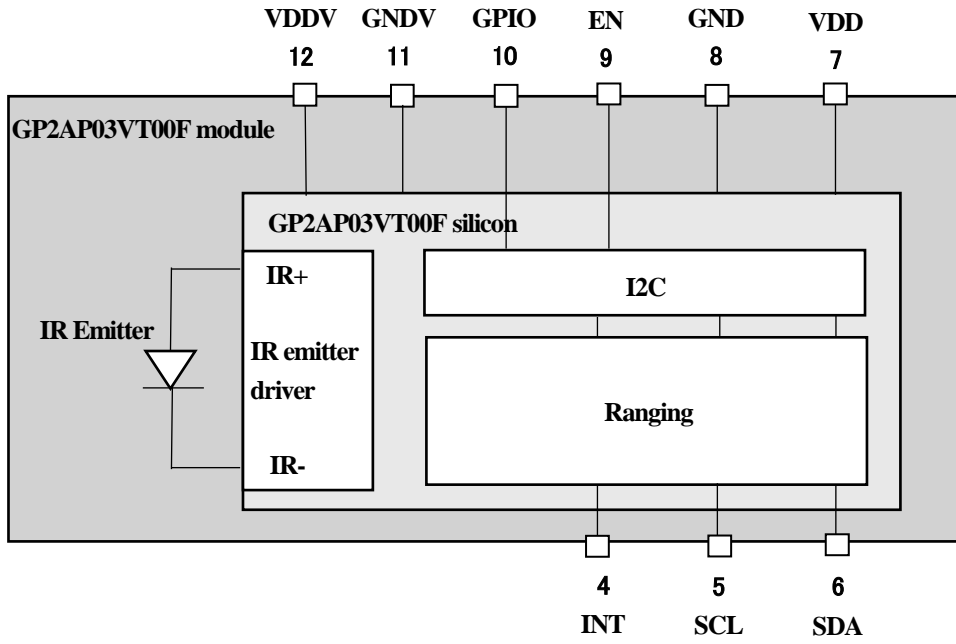 VDDV GNDV GPIO EN GND VDD
12 11 10 9 8 7
GP2AP03VT00F module
GP2AP03VT00F silicon
IR+
I2C
IR Emitter
IR emitter
driver
Ranging
IR-
4 5 6
INT SCL SDA